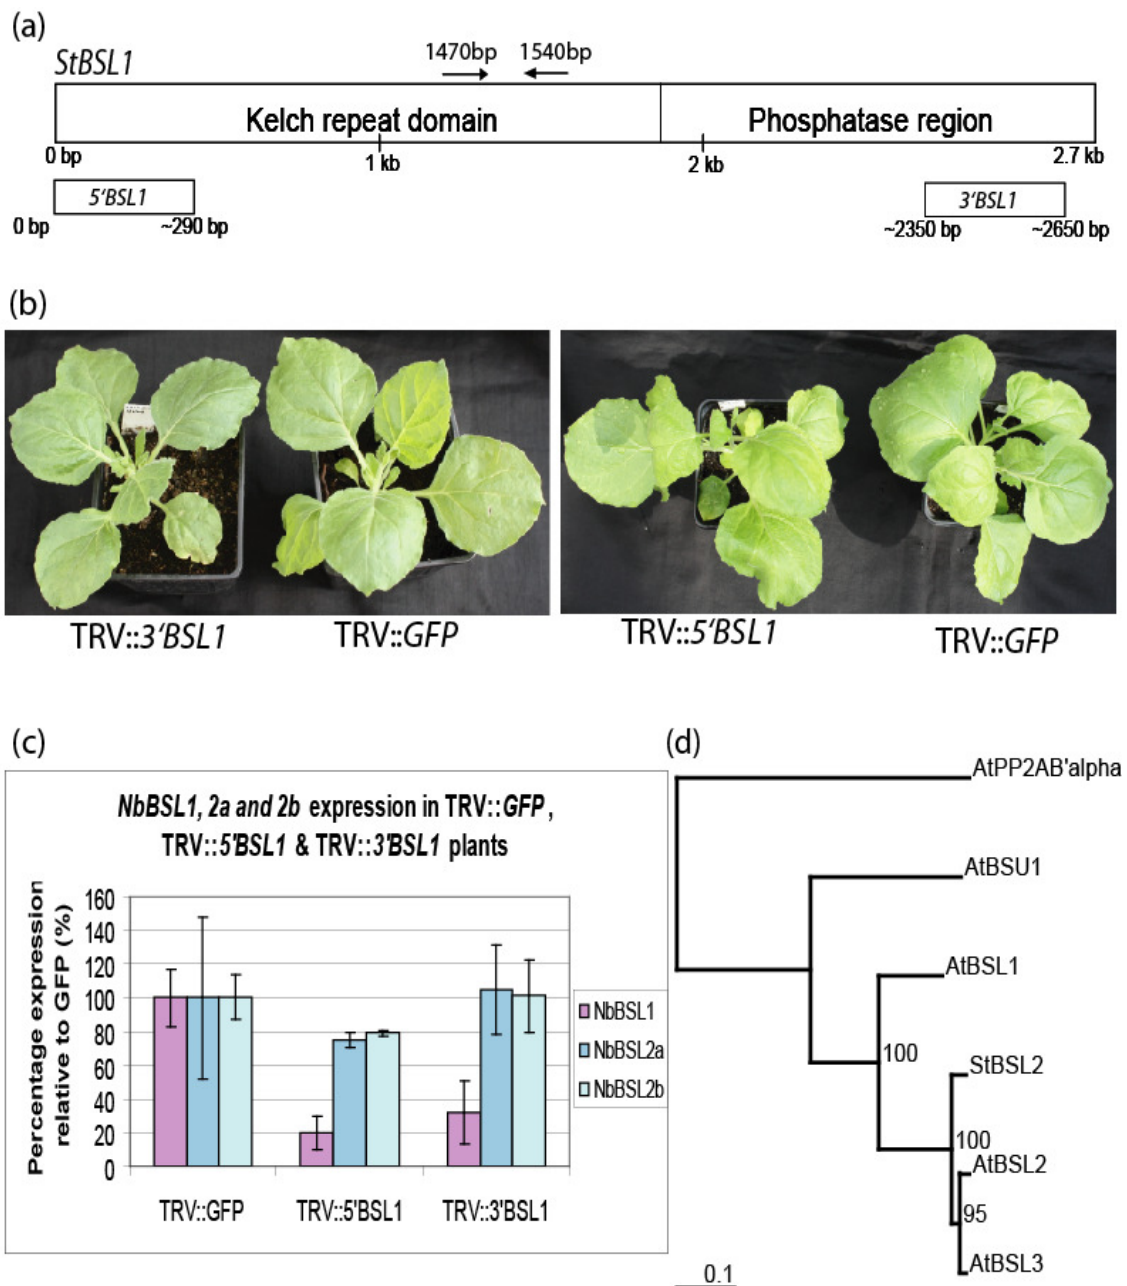 (a)
StBSL1
1470bp 1540bp
Kelch repeat domain Phosphatase region
0 bp 1 kb 2 kb 2.7 kb
5'BSL1 3'BSL1
0 bp ~290 bp ~2350 bp ~2650 bp
(b)
TRV::3'BSL1 TRV::GFP TRV::5'BSL1 TRV::GFP
(c)
NbBSL1, 2a and 2b expression in TRV::GFP,
TRV::5'BSL1 & TRV::3'BSL1 plants
Percentage expression
relative to GFP (%)
160
140
120
100
80
60
40
20
0
TRV::GFP TRV::5'BSL1 TRV::3'BSL1
NbBSL1
NbBSL2a
NbBSL2b
(d)
AtPP2AB'alpha
AtBSU1
AtBSL1
100
StBSL2
100
AtBSL2
95
AtBSL3
0.1